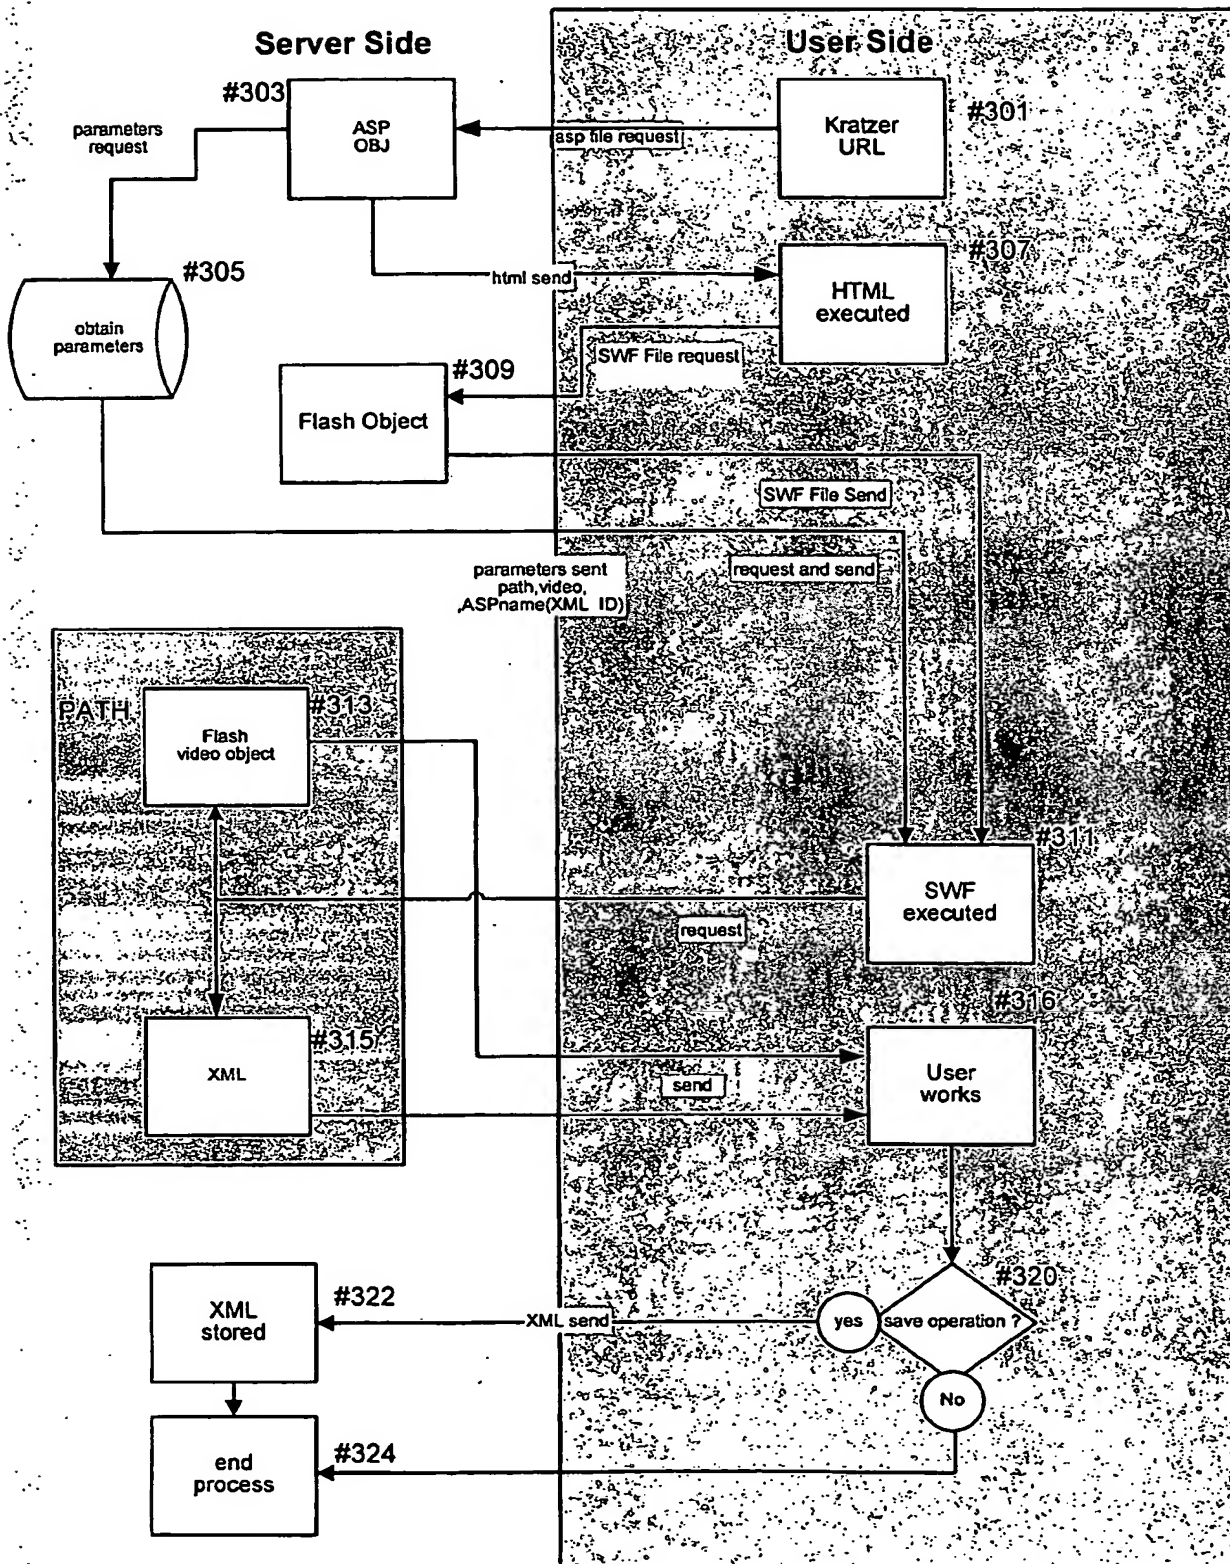 Server Side
User Side
#303
ASP
OBJ
parameters
request
asp file request
Kratzer
URL
#301
#305
obtain
parameters
html send
#307
HTML
executed
SWF File request
#309
Flash Object
SWF File Send
parameters sent
path,video,
,ASPname(XML_ID)
request and send
PATH
#313
Flash
video object
#311
SWF
executed
request
#316
#315
XML
User
works
send
#320
save operation ?
yes
XML send
#322
XML
stored
No
#324
end
process